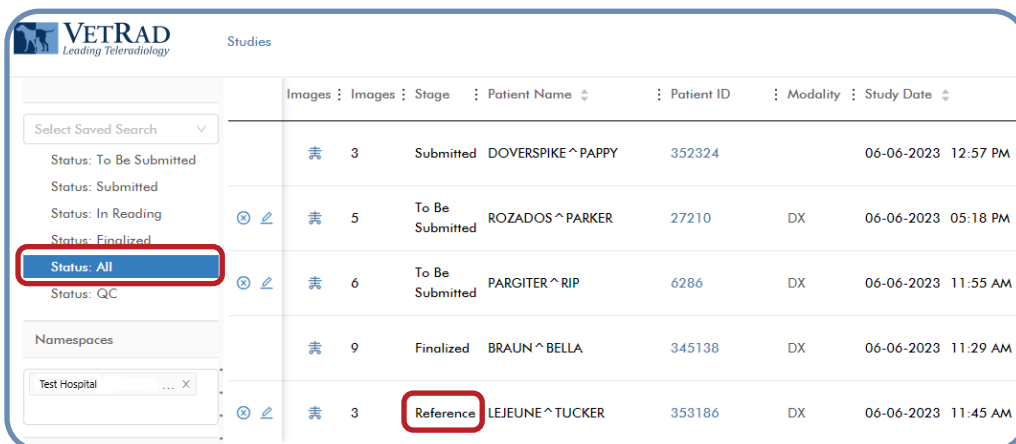 VETRAD
Leading Teleradiology
Studies
Images Images Stage Patient Name Patient ID Modality Study Date
Select Saved Search
Status: To Be Submitted
Status: Submitted
Status: In Reading
Status: Finalized
Status: All
Status: QC
Namespaces
Test Hospital ... X
3 Submitted DOVERSPIKE^PAPPY 352324 06-06-2023 12:57 PM
5 To Be Submitted ROZADOS^PARKER 27210 DX 06-06-2023 05:18 PM
6 To Be Submitted PARGITER^RIP 6286 DX 06-06-2023 11:55 AM
9 Finalized BRAUN^BELLA 345138 DX 06-06-2023 11:29 AM
3 Reference LEJEUNE^TUCKER 353186 DX 06-06-2023 11:45 AM